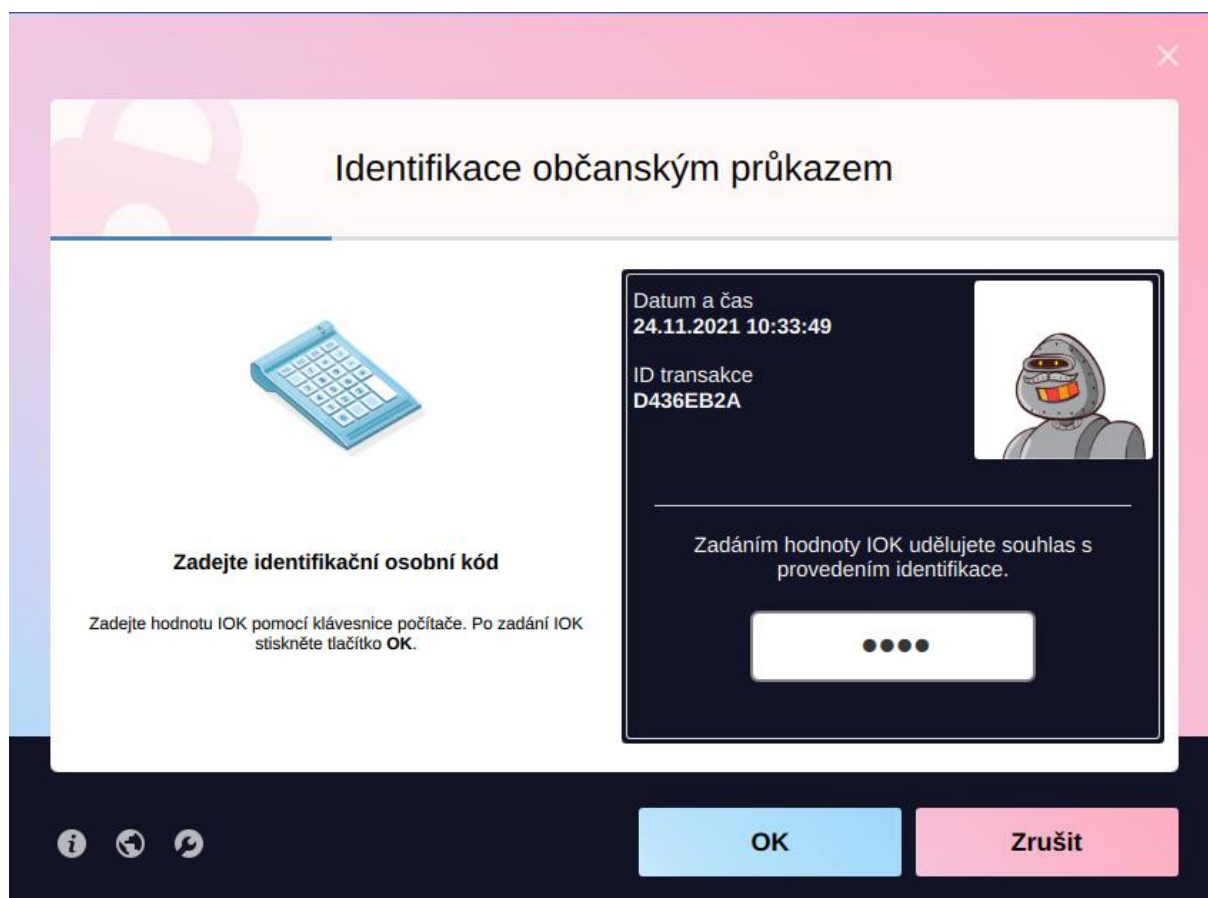 Identifikace občanským průkazem
Zadejte identifikační osobní kód
Zadejte hodnotu IOK pomocí klávesnice počítače. Po zadání IOK
stiskněte tlačítko OK.
Datum a čas
24.11.2021 10:33:49
ID transakce
D436EB2A
Zadáním hodnoty IOK udělujete souhlas s
provedením identifikace.
OK
Zrušit